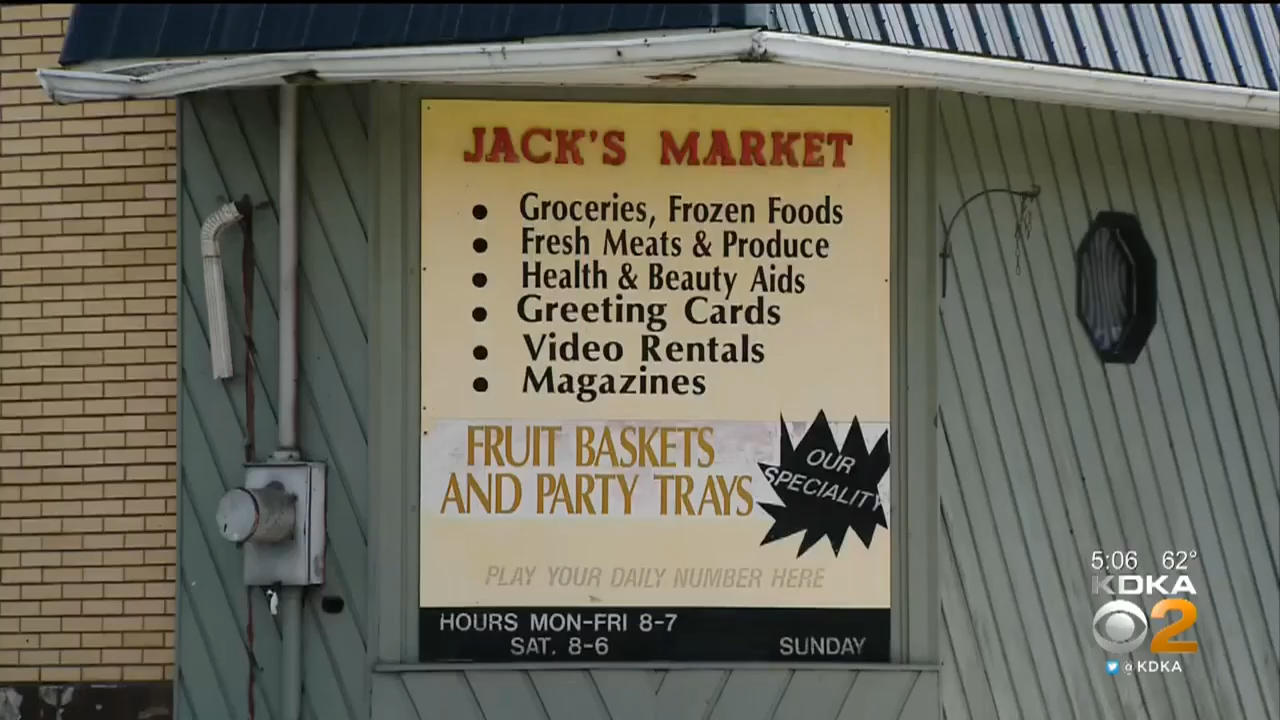 JACK'S MARKET
• Groceries, Frozen Foods
• Fresh Meats & Produce
• Health & Beauty Aids
• Greeting Cards
• Video Rentals
• Magazines
FRUIT BASKETS
AND PARTY TRAYS
OUR
SPECIALITY
PLAY YOUR DAILY NUMBER HERE
HOURS MON-FRI 8-7
SAT. 8-6 SUNDAY
5:06 62°
KDKA
2
@KDKA